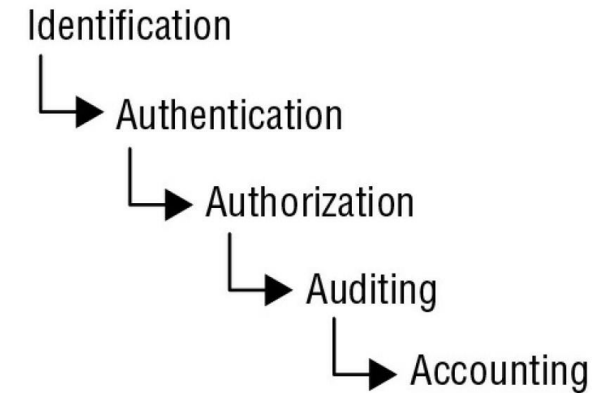 Identification
Authentication
Authorization
Auditing
Accounting